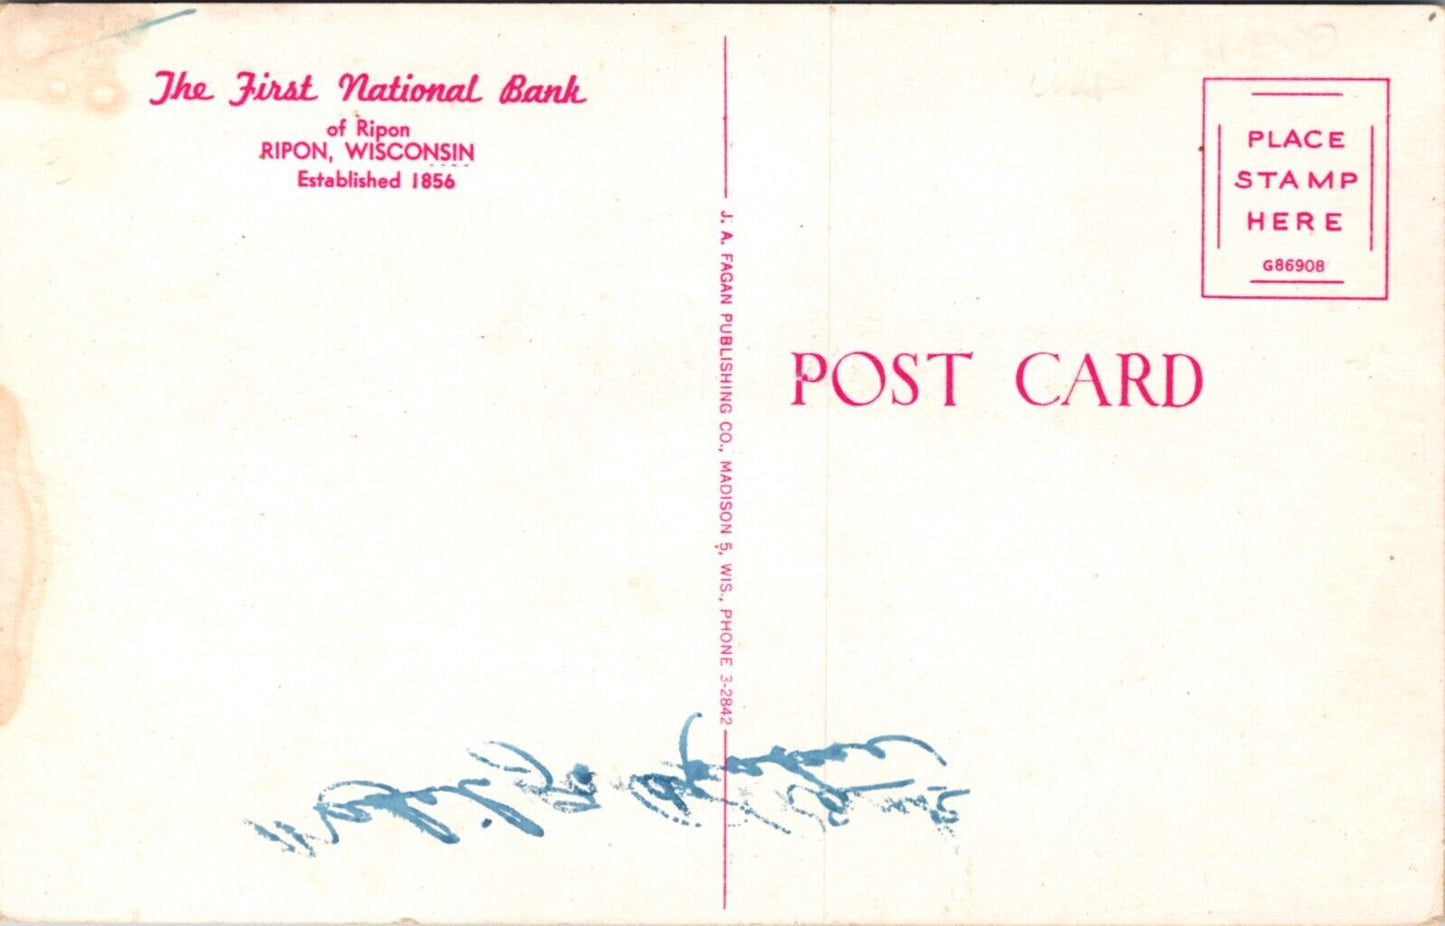 The First National Bank
of Ripon
RIPON, WISCONSIN
Established 1856
J. A. FAGAN PUBLISHING CO., MADISON 5, WIS., PHONE 3-2842
PLACE
STAMP
HERE
G86908
POST CARD